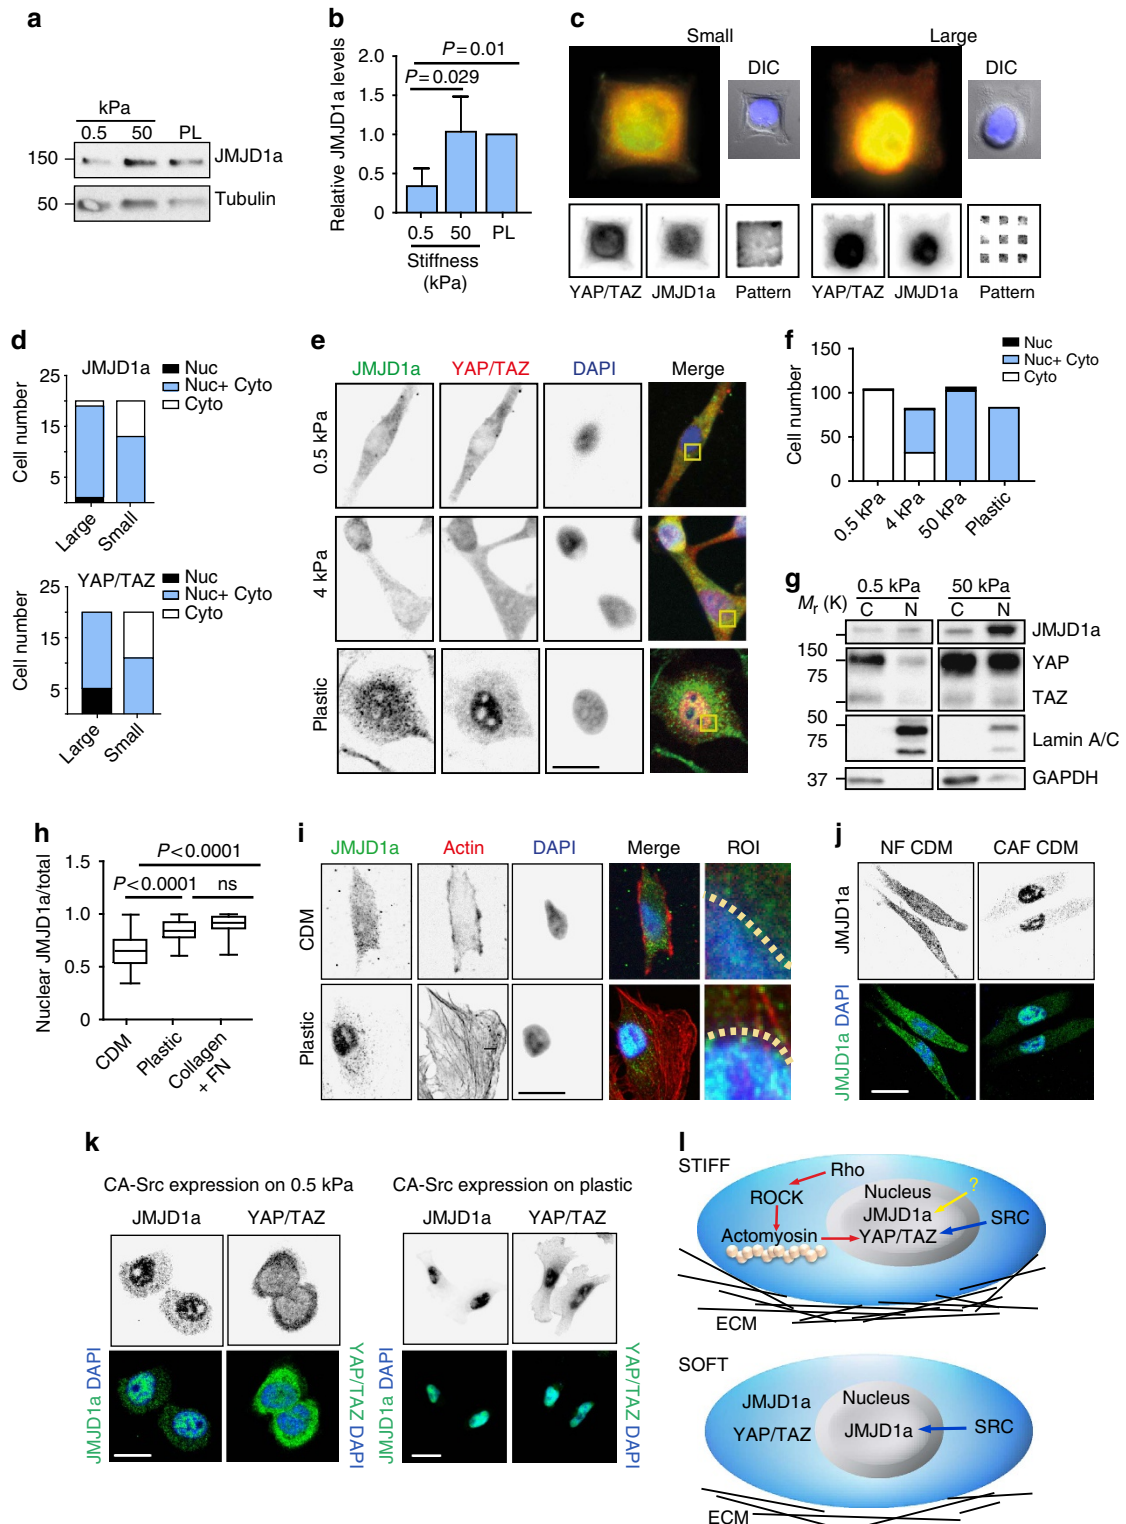 a
kPa
0.5 50 PL
150
JMJD1a
50
Tubulin
b
P=0.01
P=0.029
Relative JMJD1a levels
2.0
1.5
1.0
0.5
0
0.5 50 PL
Stiffness
(kPa)
c
Small Large
DIC DIC
YAP/TAZ JMJD1a Pattern YAP/TAZ JMJD1a Pattern
d
JMJD1a
Nuc
Nuc+ Cyto
Cyto
Cell number
25
15
5
Large Small
YAP/TAZ
Nuc
Nuc+ Cyto
Cyto
Cell number
25
15
5
Large Small
e
JMJD1a YAP/TAZ DAPI Merge
0.5 kPa
4 kPa
Plastic
f
Nuc
Nuc+ Cyto
Cyto
Cell number
150
100
50
0
0.5 kPa 4 kPa 50 kPa Plastic
g
0.5 kPa 50 kPa
Mr (K) C N C N
JMJD1a
150
YAP
75
TAZ
50
75
Lamin A/C
37
GAPDH
h
P<0.0001
P<0.0001 ns
Nuclear JMJD1a/total
1.5
1.0
0.5
0
CDM Plastic Collagen + FN
i
JMJD1a Actin DAPI Merge ROI
CDM
Plastic
j
NF CDM CAF CDM
JMJD1a
JMJD1a DAPI
k
CA-Src expression on 0.5 kPa CA-Src expression on plastic
JMJD1a YAP/TAZ JMJD1a YAP/TAZ
JMJD1a DAPI
YAP/TAZ DAPI
JMJD1a DAPI
YAP/TAZ DAPI
l
STIFF
Rho
ROCK
Nucleus
?
JMJD1a
SRC
Actomyosin
YAP/TAZ
ECM
SOFT
JMJD1a
Nucleus
YAP/TAZ
JMJD1a
SRC
ECM